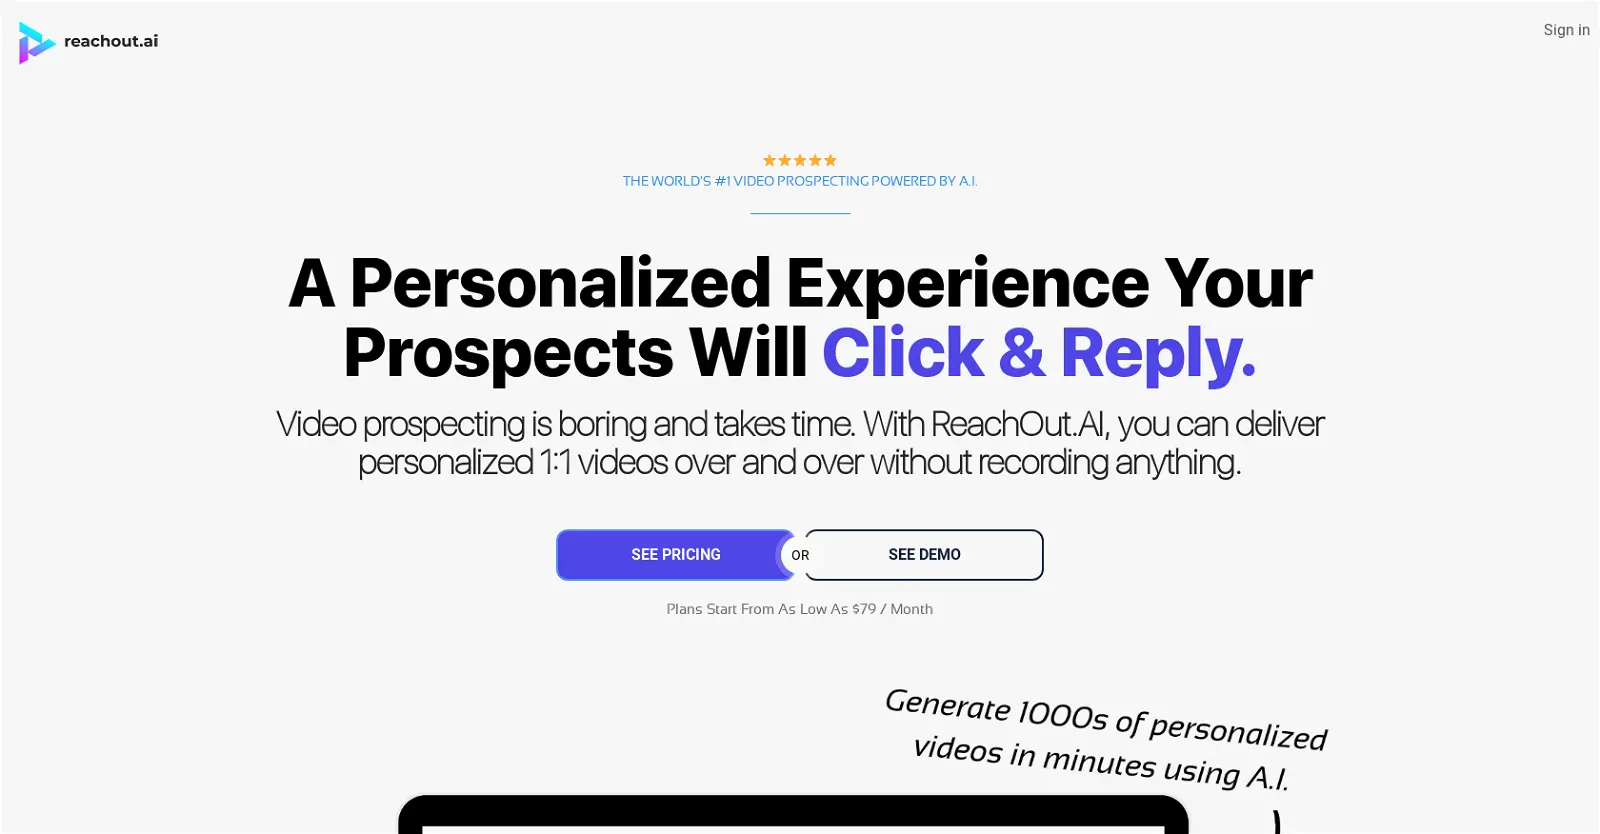 reachout.ai
Sign in
THE WORLD'S #1 VIDEO PROSPECTING POWERED BY A.I.
A Personalized Experience Your
Prospects Will Click & Reply.
Video prospecting is boring and takes time. With ReachOut.AI, you can deliver
personalized 1:1 videos over and over without recording anything.
SEE PRICING OR SEE DEMO
Plans Start From As Low As $79 / Month
Generate 1000s of personalized
videos in minutes using A.I.